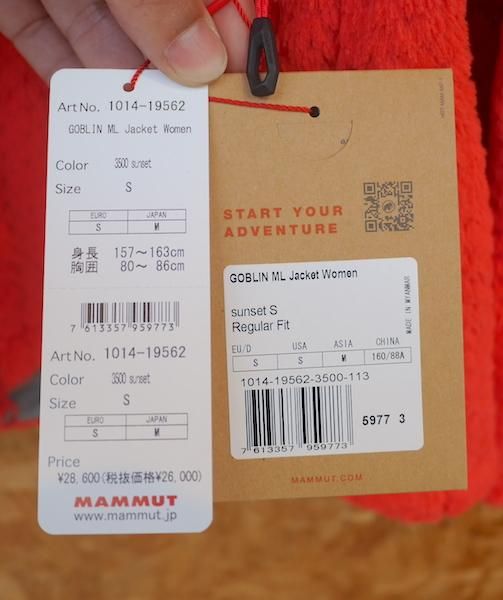 Art No. 1014-19562
GOBLIN ML Jacket Women
Color 3500 sunset
Size S
EURO JAPAN
S M
身長 157～163cm
胸囲 80～ 86cm
7 613357 959773
Art No. 1014-19562
Color 3500 sunset
Size S
EURO JAPAN
S M
Price
¥28,600(税抜価格¥26,000)
MAMMUT
www.mammut.jp
START YOUR
ADVENTURE
GOBLIN ML Jacket Women
sunset S
Regular Fit
EU/D USA ASIA CHINA
S S M 160/88A
1014-19562-3500-113
5977 3
7 613357 959773
MADE IN MYANMAR
MAMMUT.COM